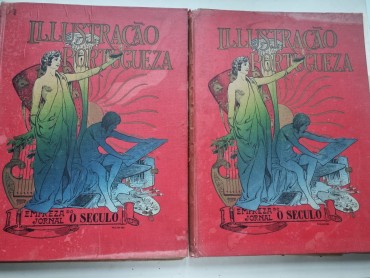 ILLUSTRAÇÃO
PORTUGUEZA
EMPREZA DO
JORNAL O SECULO
ILLUSTRAÇÃO
PORTUGUEZA
EMPREZA DO
JORNAL O SECULO